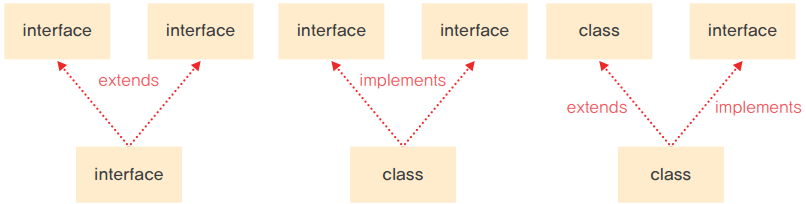 interface
interface
extends
interface
interface
interface
implements
class
class
interface
extends
implements
class